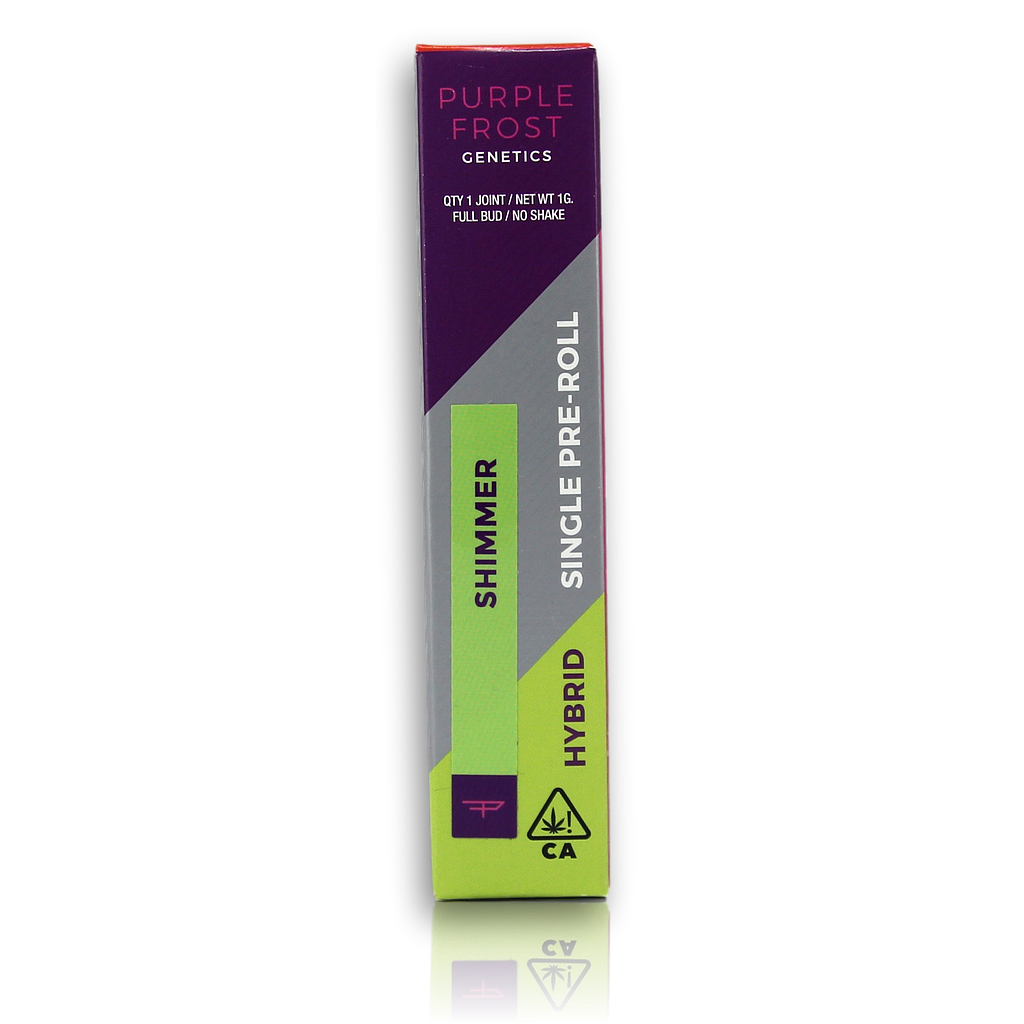 PURPLE
FROST
GENETICS
QTY 1 JOINT / NET WT 1G.
FULL BUD / NO SHAKE
SINGLE PRE-ROLL
SHIMMER
HYBRID
!
CA